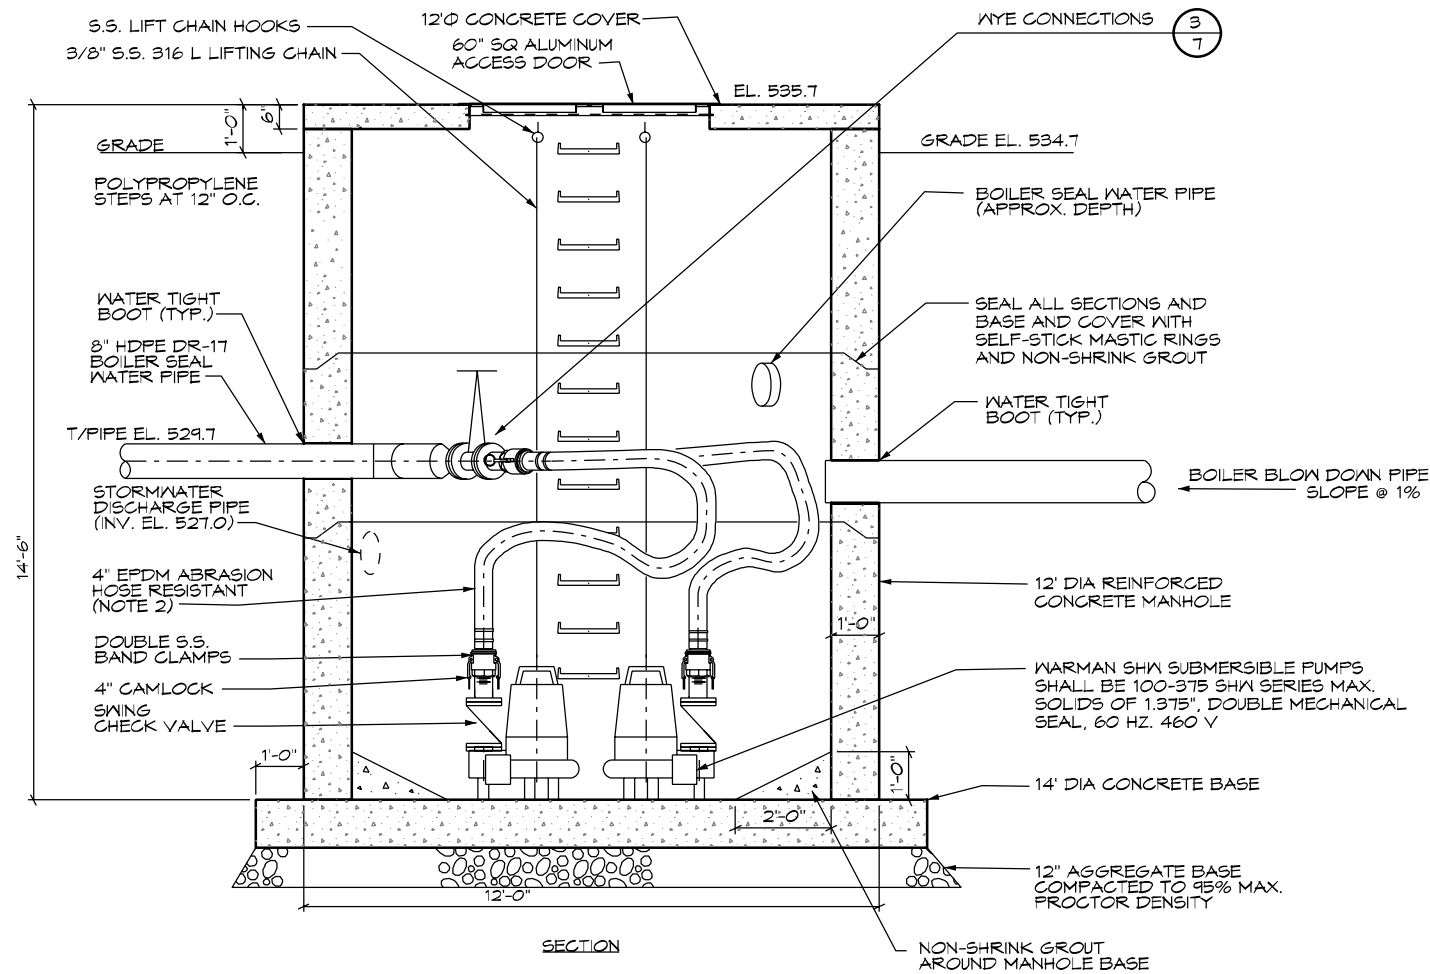 S.S. LIFT CHAIN HOOKS
3/8" S.S. 316 L LIFTING CHAIN
12'Φ CONCRETE COVER
60" SQ ALUMINUM
ACCESS DOOR
WYE CONNECTIONS
3
7
EL. 535.7
6"
1'-0"
GRADE
GRADE EL. 534.7
POLYPROPYLENE
STEPS AT 12" O.C.
BOILER SEAL WATER PIPE
(APPROX. DEPTH)
WATER TIGHT
BOOT (TYP.)
SEAL ALL SECTIONS AND
BASE AND COVER WITH
SELF-STICK MASTIC RINGS
AND NON-SHRINK GROUT
8" HDPE DR-17
BOILER SEAL
WATER PIPE
WATER TIGHT
BOOT (TYP.)
T/PIPE EL. 529.7
BOILER BLOW DOWN PIPE
SLOPE @ 1%
STORMWATER
DISCHARGE PIPE
(INV. EL. 527.0)
14'-6"
4" EPDM ABRASION
HOSE RESISTANT
(NOTE 2)
12' DIA REINFORCED
CONCRETE MANHOLE
1'-0"
DOUBLE S.S.
BAND CLAMPS
4" CAMLOCK
SWING
CHECK VALVE
WARMAN SHW SUBMERSIBLE PUMPS
SHALL BE 100-375 SHW SERIES MAX.
SOLIDS OF 1.375", DOUBLE MECHANICAL
SEAL, 60 HZ. 460 V
1'-0"
1'-0"
14' DIA CONCRETE BASE
2'-0"
12" AGGREGATE BASE
COMPACTED TO 95% MAX.
PROCTOR DENSITY
12'-0"
SECTION
NON-SHRINK GROUT
AROUND MANHOLE BASE